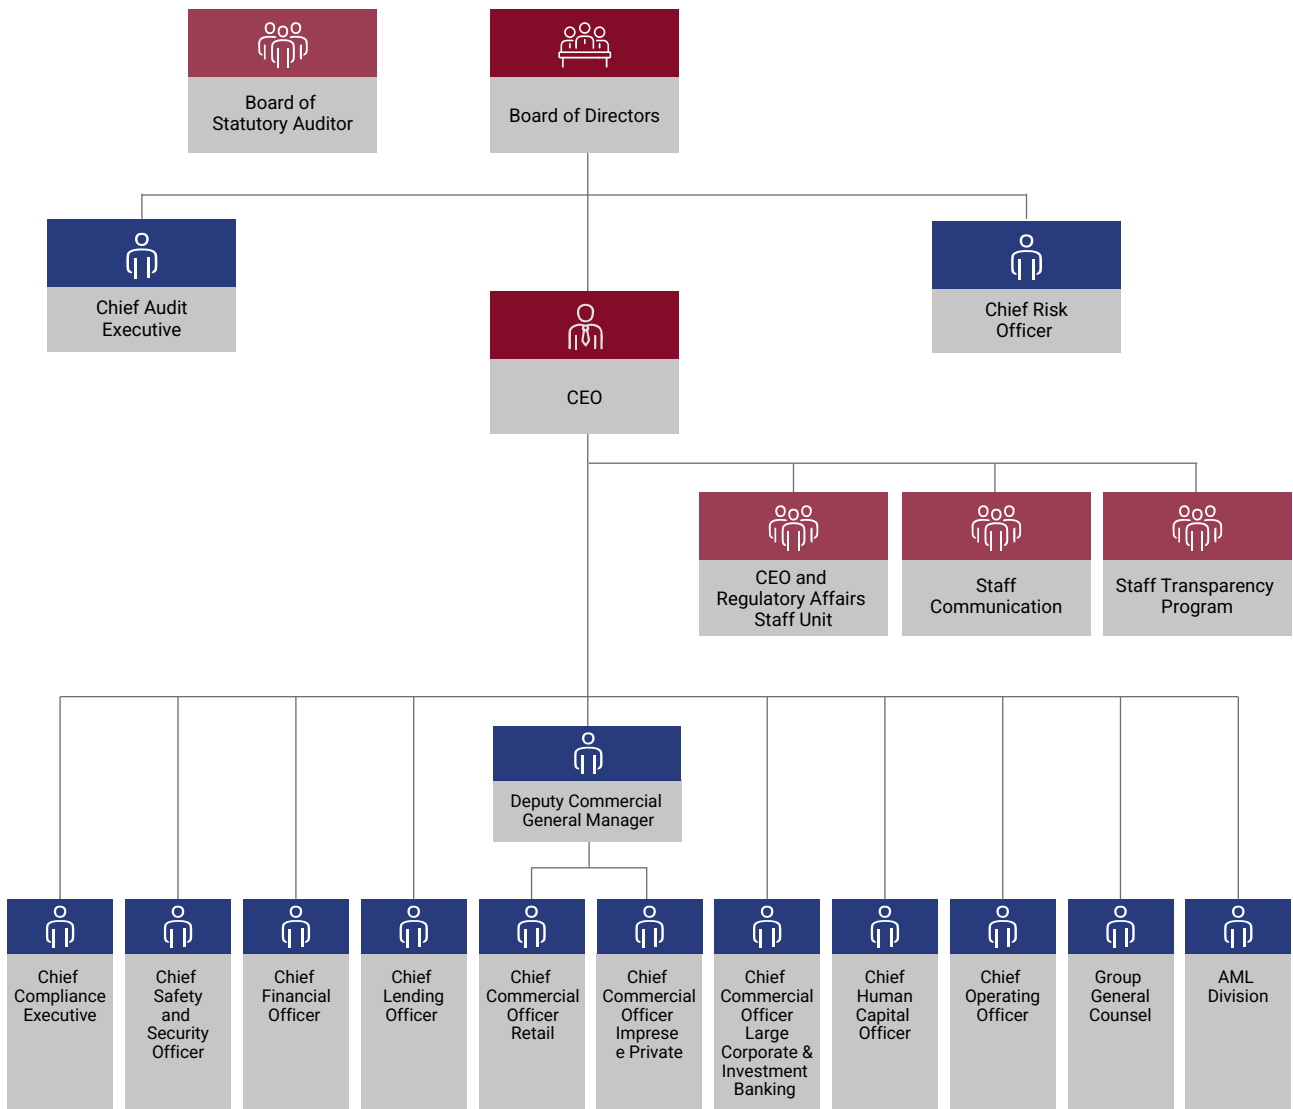 Board of
Statutory Auditor
Board of Directors
Chief Audit
Executive
Chief Risk
Officer
CEO
CEO and
Regulatory Affairs
Staff Unit
Staff
Communication
Staff Transparency
Program
Deputy Commercial
General Manager
Chief
Compliance
Executive
Chief
Safety
and
Security
Officer
Chief
Financial
Officer
Chief
Lending
Officer
Chief
Commercial
Officer
Retail
Chief
Commercial
Officer
Imprese
e Private
Chief
Commercial
Officer
Large
Corporate &
Investment
Banking
Chief
Human
Capital
Officer
Chief
Operating
Officer
Group
General
Counsel
AML
Division